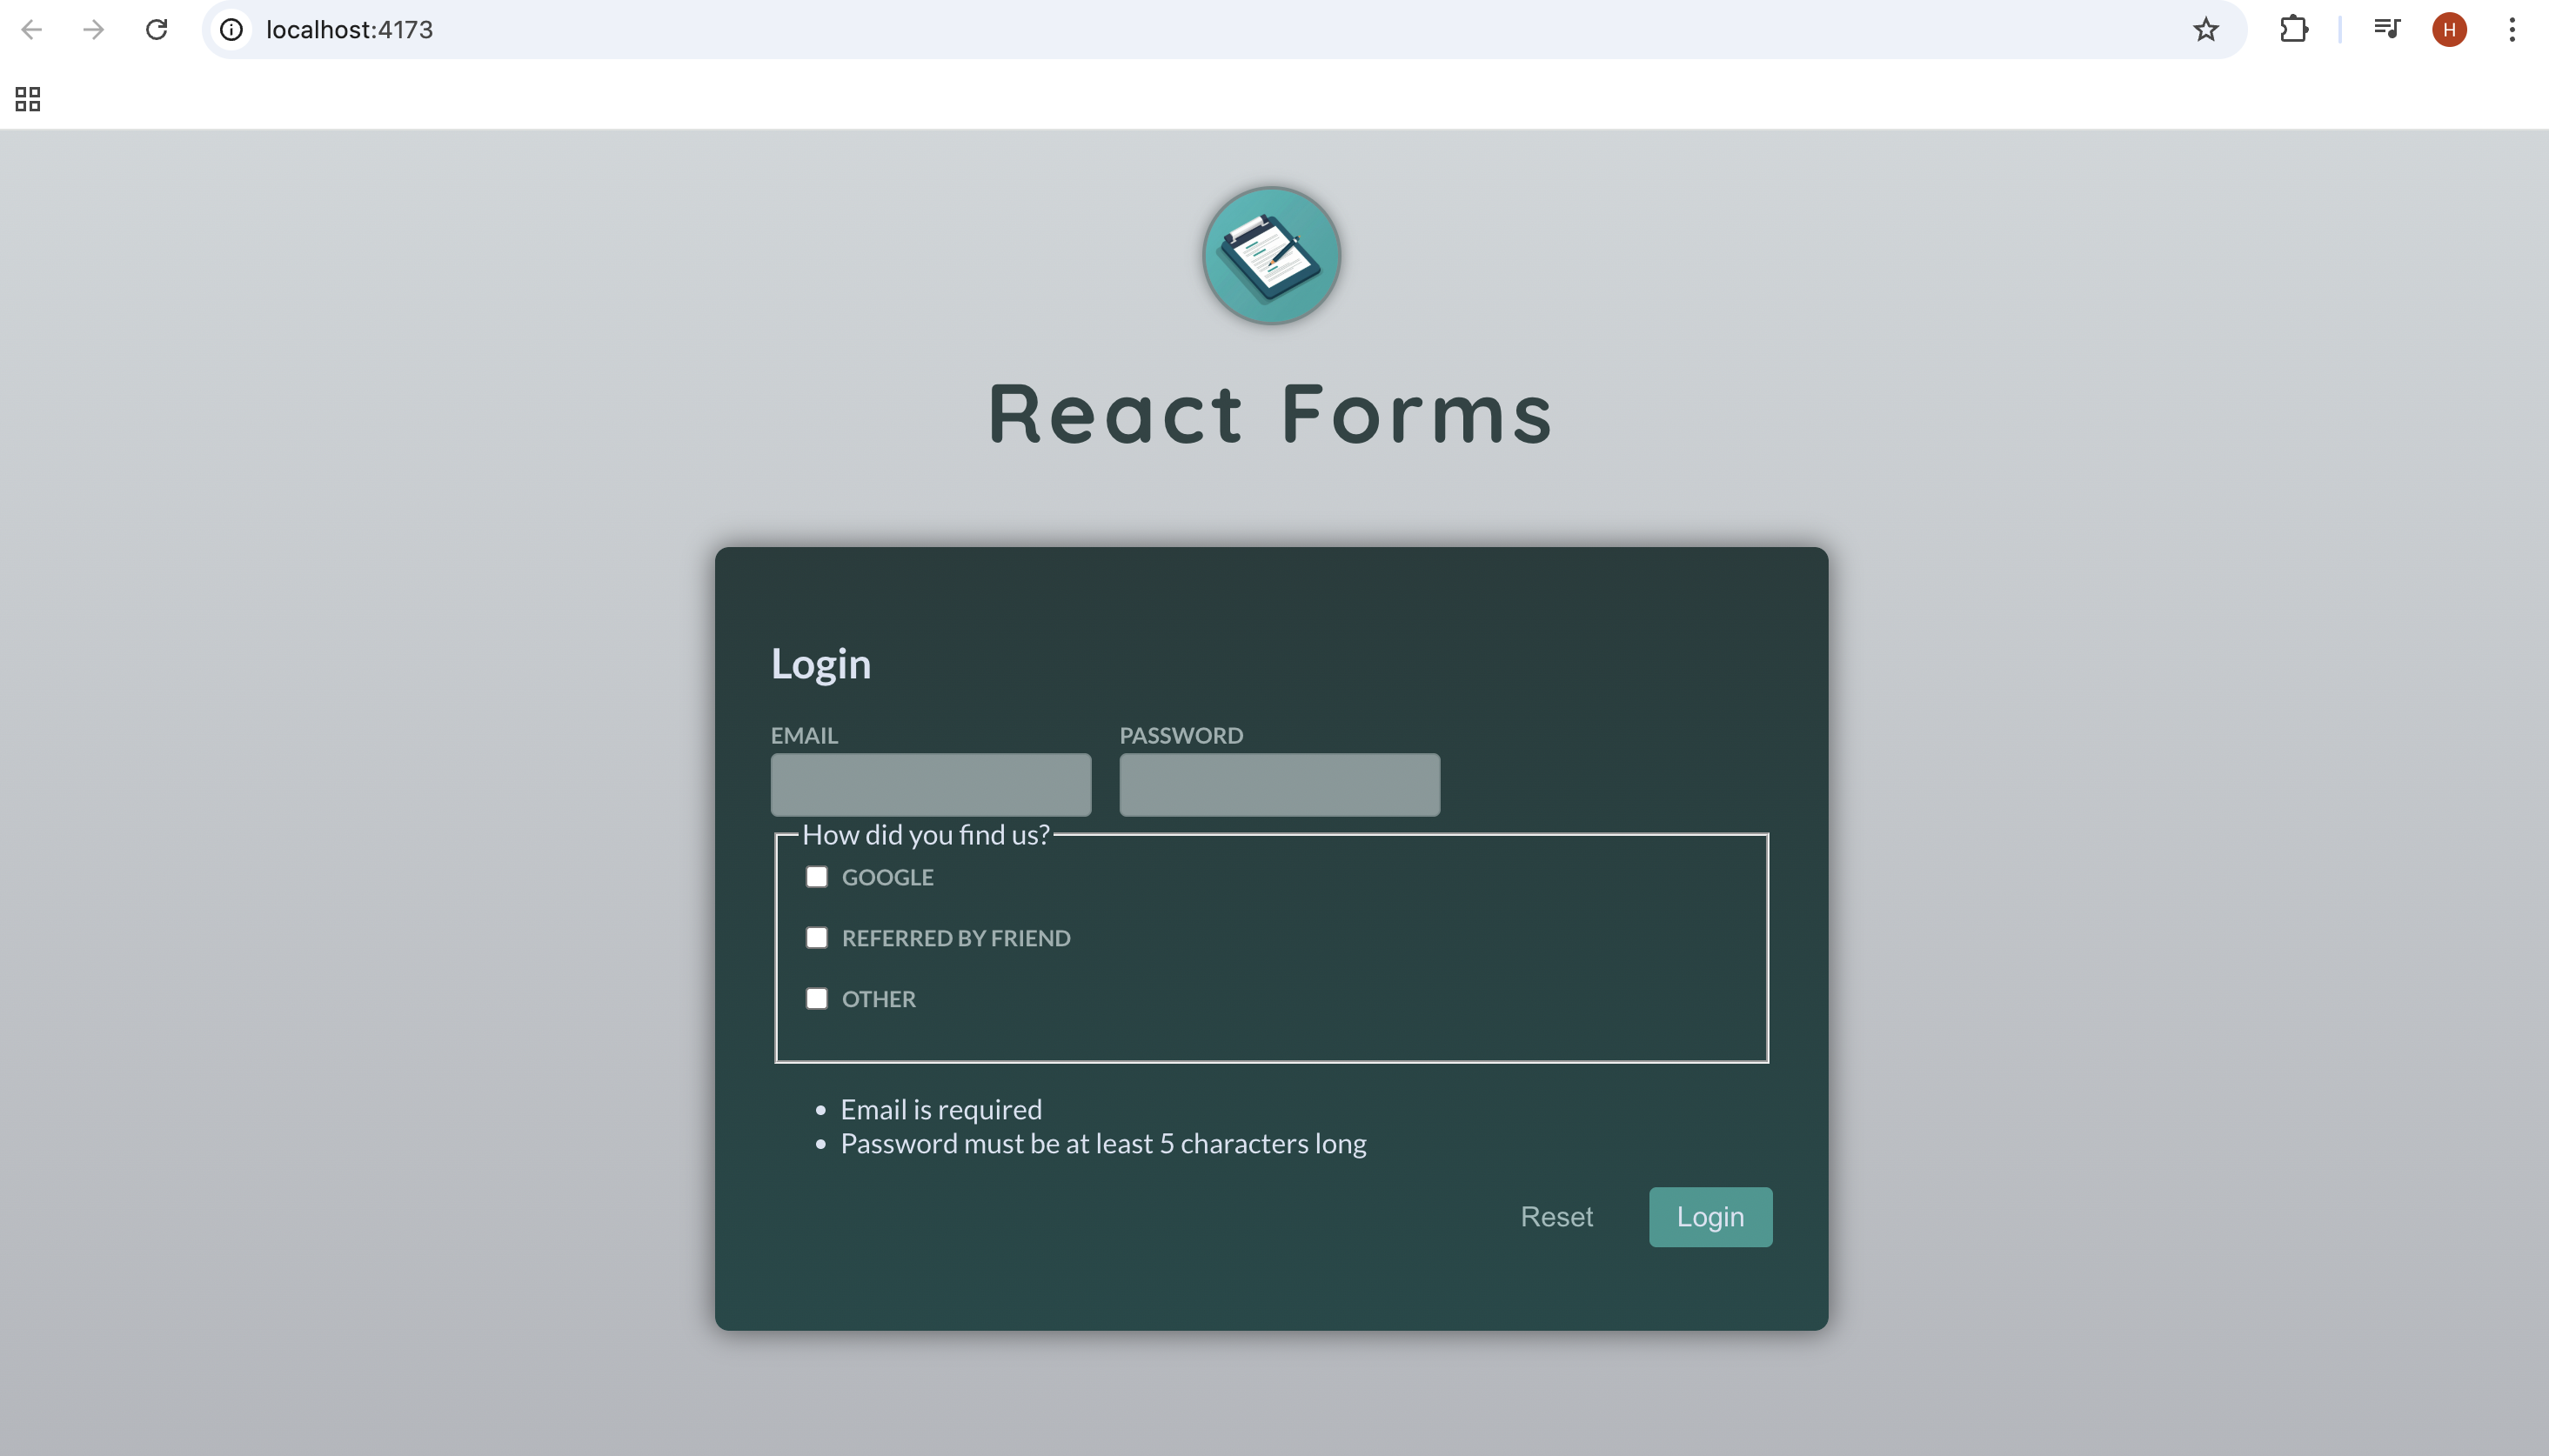 localhost:4173
H
React Forms
Login
EMAIL PASSWORD
How did you find us?
GOOGLE
REFERRED BY FRIEND
OTHER
Email is required
Password must be at least 5 characters long
Reset Login